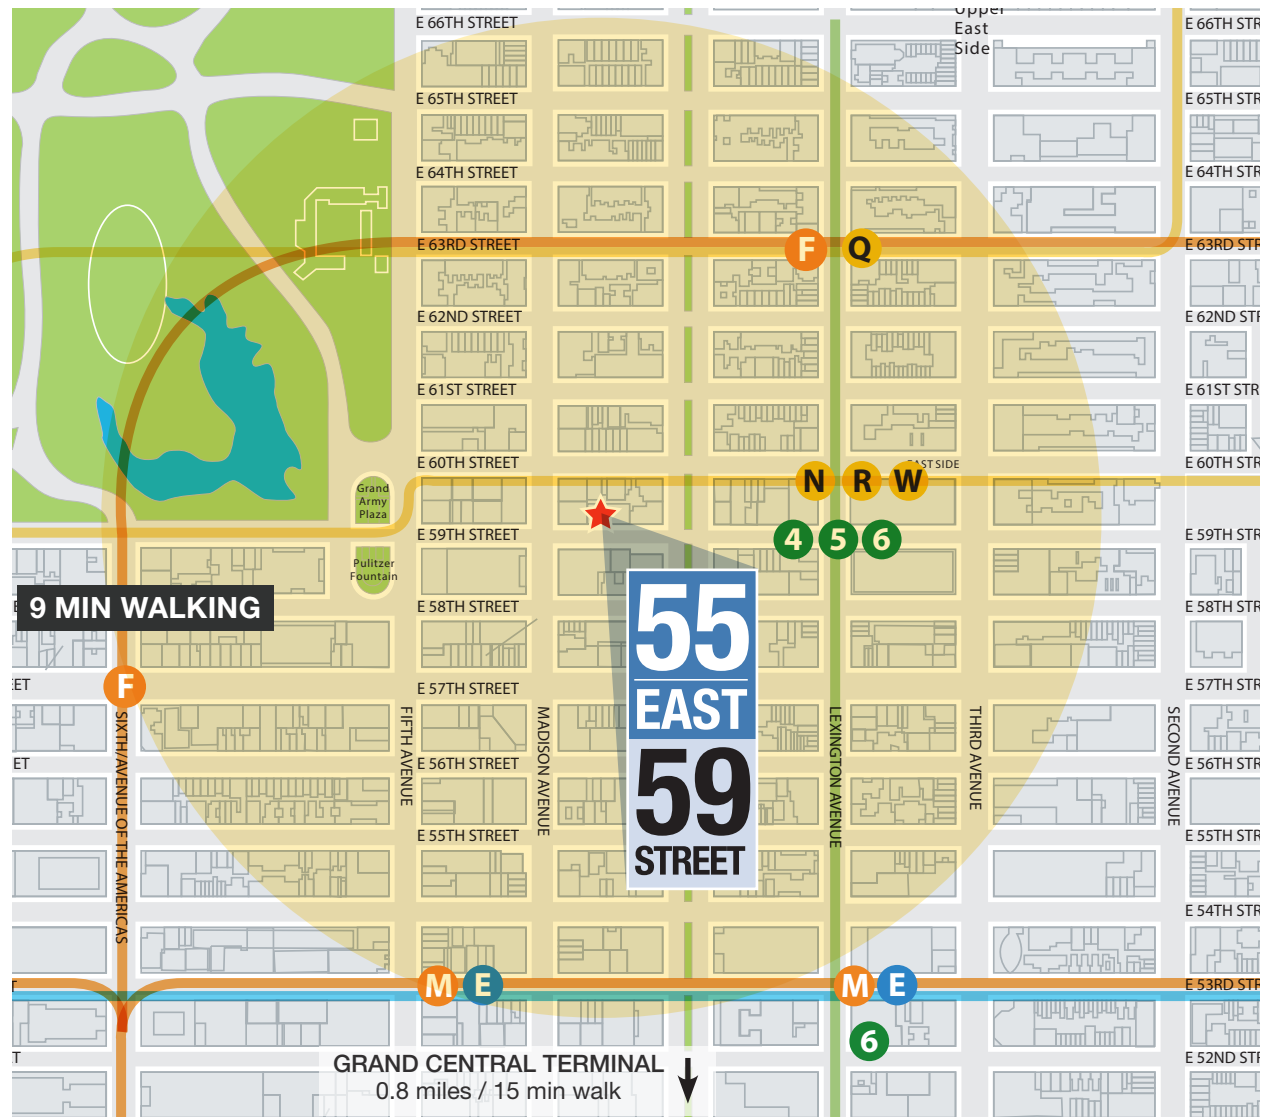 Upper
East
Side
E 66TH STREET
E 66TH STR
E 65TH STREET
E 65TH STR
E 64TH STREET
E 64TH STR
E 63RD STREET
F
Q
E 63RD STR
E 62ND STREET
E 62ND STR
E 61ST STREET
E 61ST STR
E 60TH STREET
EAST SIDE
E 60TH STR
N
R
W
Grand
Army
Plaza
E 59TH STREET
4
5
6
E 59TH STR
Pulitzer
Fountain
9 MIN WALKING
E 58TH STREET
E 58TH STR
55
EAST
59
STREET
F
ET
E 57TH STREET
E 57TH STR
SIXTH/AVENUE OF THE AMERICAS
FIFTH AVENUE
MADISON AVENUE
LEXINGTON AVENUE
THIRD AVENUE
SECOND AVENUE
ET
E 56TH STREET
E 56TH STR
E 55TH STREET
E 55TH STR
E 54TH STR
T
M
E
M
E
E 53RD STR
6
T
E 52ND STR
GRAND CENTRAL TERMINAL
0.8 miles / 15 min walk